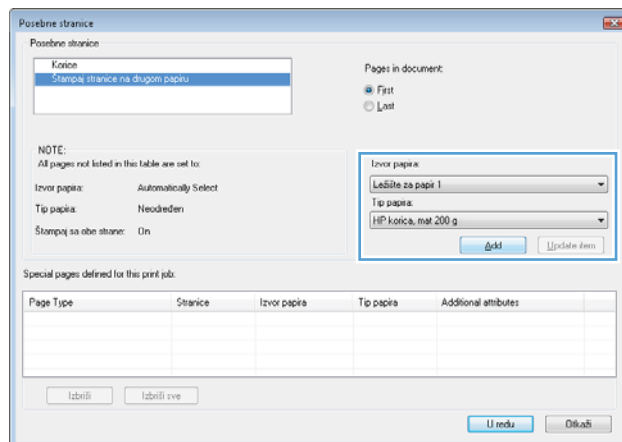 Posebne stranice
Posebne stranice
Korice
Štampaj stranice na drugom papiru
Pages in document:
First
Last
NOTE:
All pages not listed in this table are set to:
Izvor papira: Automatically Select
Tip papira: Neodređen
Štampaj sa obe strane: On
Izvor papira:
Ležište za papir 1
Tip papira:
HP korica, mat 200 g
Add Update item
Special pages defined for this print job:
Page Type Stranice Izvor papira Tip papira Additional attributes
Izbriši Izbriši sve
U redu Otkaži